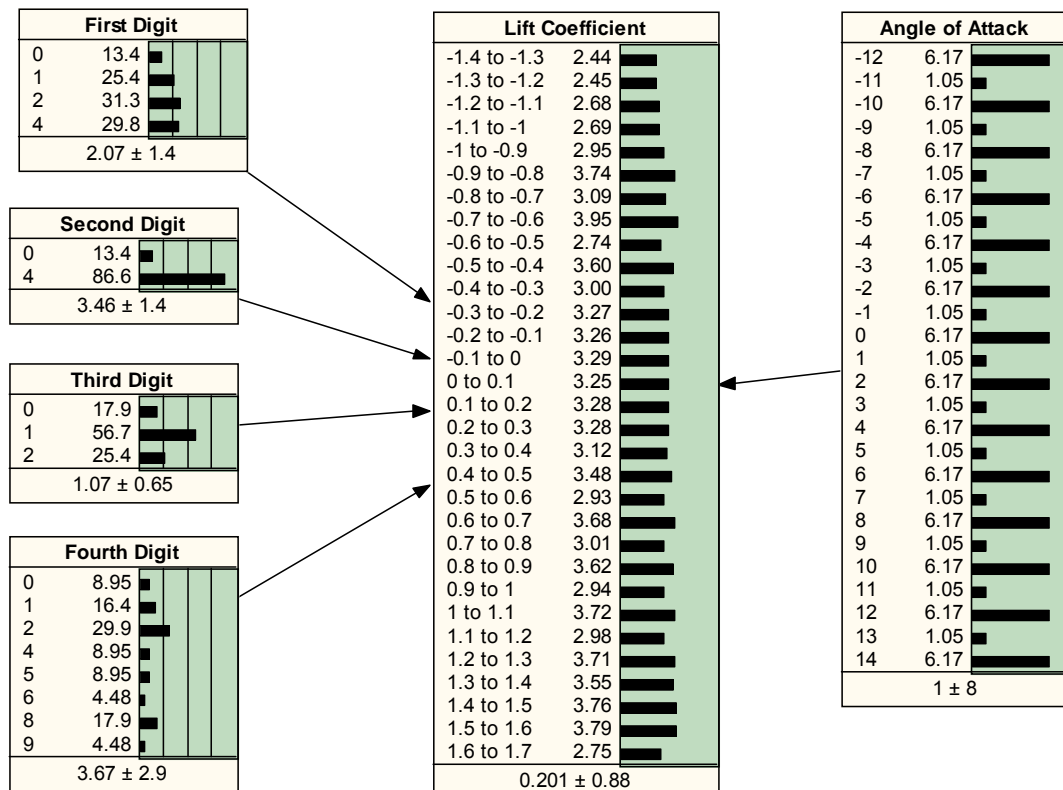 First Digit
0 13.4
1 25.4
2 31.3
4 29.8
2.07 ± 1.4
Second Digit
0 13.4
4 86.6
3.46 ± 1.4
Third Digit
0 17.9
1 56.7
2 25.4
1.07 ± 0.65
Fourth Digit
0 8.95
1 16.4
2 29.9
4 8.95
5 8.95
6 4.48
8 17.9
9 4.48
3.67 ± 2.9
Lift Coefficient
-1.4 to -1.3 2.44
-1.3 to -1.2 2.45
-1.2 to -1.1 2.68
-1.1 to -1 2.69
-1 to -0.9 2.95
-0.9 to -0.8 3.74
-0.8 to -0.7 3.09
-0.7 to -0.6 3.95
-0.6 to -0.5 2.74
-0.5 to -0.4 3.60
-0.4 to -0.3 3.00
-0.3 to -0.2 3.27
-0.2 to -0.1 3.26
-0.1 to 0 3.29
0 to 0.1 3.25
0.1 to 0.2 3.28
0.2 to 0.3 3.28
0.3 to 0.4 3.12
0.4 to 0.5 3.48
0.5 to 0.6 2.93
0.6 to 0.7 3.68
0.7 to 0.8 3.01
0.8 to 0.9 3.62
0.9 to 1 2.94
1 to 1.1 3.72
1.1 to 1.2 2.98
1.2 to 1.3 3.71
1.3 to 1.4 3.55
1.4 to 1.5 3.76
1.5 to 1.6 3.79
1.6 to 1.7 2.75
0.201 ± 0.88
Angle of Attack
-12 6.17
-11 1.05
-10 6.17
-9 1.05
-8 6.17
-7 1.05
-6 6.17
-5 1.05
-4 6.17
-3 1.05
-2 6.17
-1 1.05
0 6.17
1 1.05
2 6.17
3 1.05
4 6.17
5 1.05
6 6.17
7 1.05
8 6.17
9 1.05
10 6.17
11 1.05
12 6.17
13 1.05
14 6.17
1 ± 8